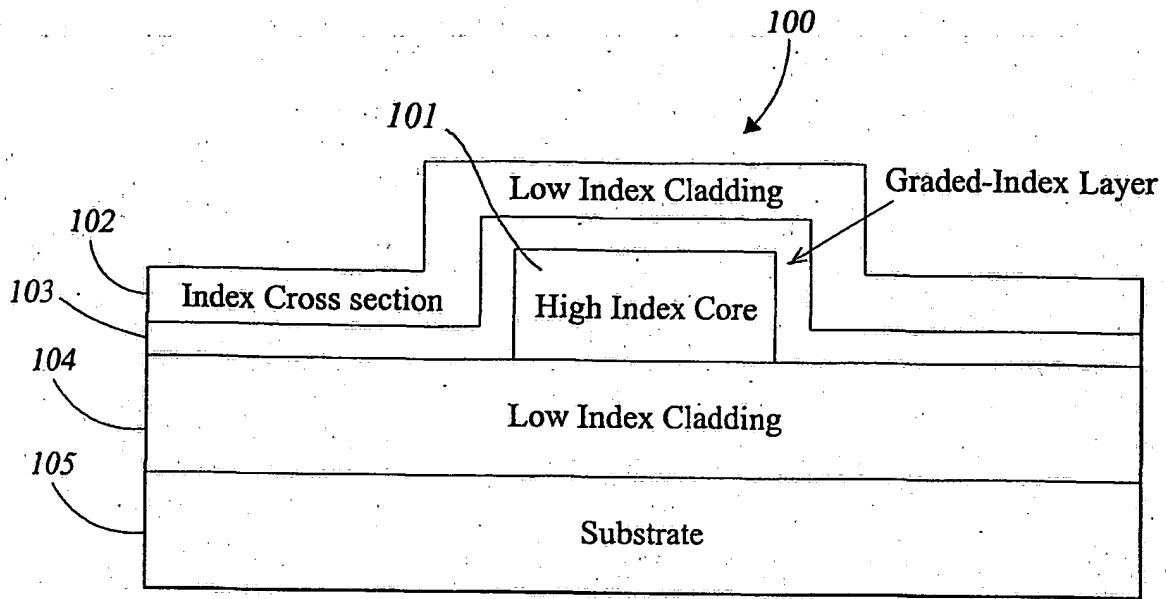 100
101
Low Index Cladding
Graded-Index Layer
102
Index Cross section
103
High Index Core
104
Low Index Cladding
105
Substrate